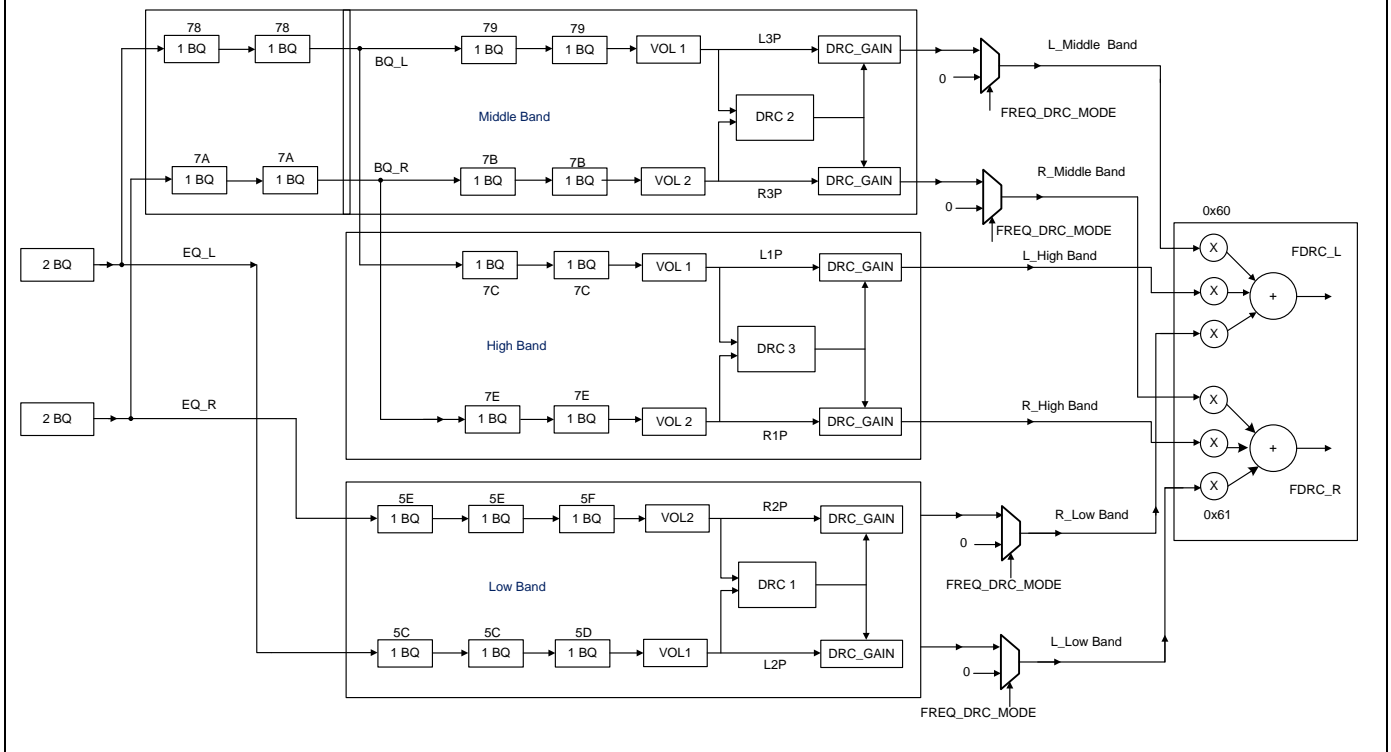 78 78 79 79
1 BQ 1 BQ 1 BQ 1 BQ VOL 1 L3P DRC_GAIN L_Middle Band
BQ_L
0
Middle Band DRC 2 FREQ_DRC_MODE
7A 7A BQ_R 7B 7B
1 BQ 1 BQ 1 BQ 1 BQ VOL 2 R3P DRC_GAIN R_Middle Band
0
FREQ_DRC_MODE
0x60
2 BQ EQ_L 1 BQ 1 BQ VOL 1 L1P DRC_GAIN L_High Band X FDRC_L
7C 7C X +
X
High Band DRC 3
7E 7E
2 BQ EQ_R 1 BQ 1 BQ VOL 2 R1P DRC_GAIN R_High Band X
X +
X FDRC_R
0x61
5E 5E 5F
1 BQ 1 BQ 1 BQ VOL2 R2P DRC_GAIN R_Low Band
0
Low Band DRC 1 FREQ_DRC_MODE
5C 5C 5D
1 BQ 1 BQ 1 BQ VOL1 L2P DRC_GAIN L_Low Band
0
FREQ_DRC_MODE